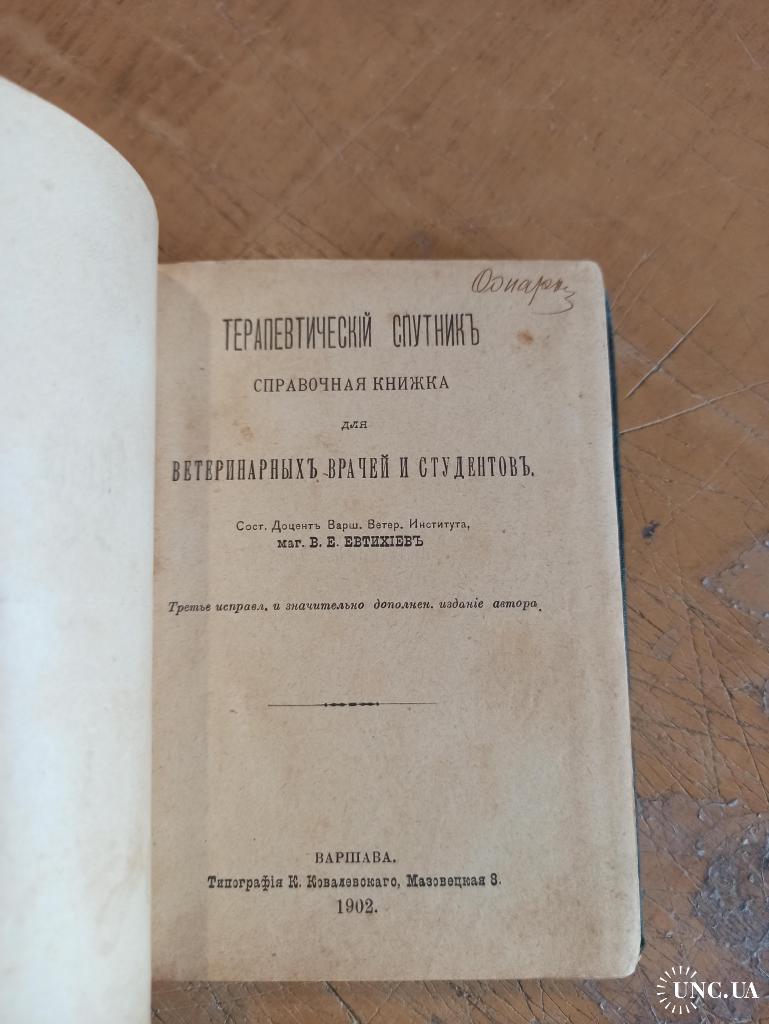 ТЕРАПЕВТИЧЕСКІЙ СПУТНИКЪ
СПРАВОЧНАЯ КНИЖКА
для
ВЕТЕРИНАРНЫХЪ ВРАЧЕЙ И СТУДЕНТОВЪ.
Сост. Доцентъ Варш. Ветер. Института,
маг. В. Е. ЕВТИХІЕВЪ
Третье исправл. и значительно дополнен. изданіе автора.
ВАРШАВА.
Типографія К. Ковалевскаго, Мазовецкая 8.
1902.
UNC.UA